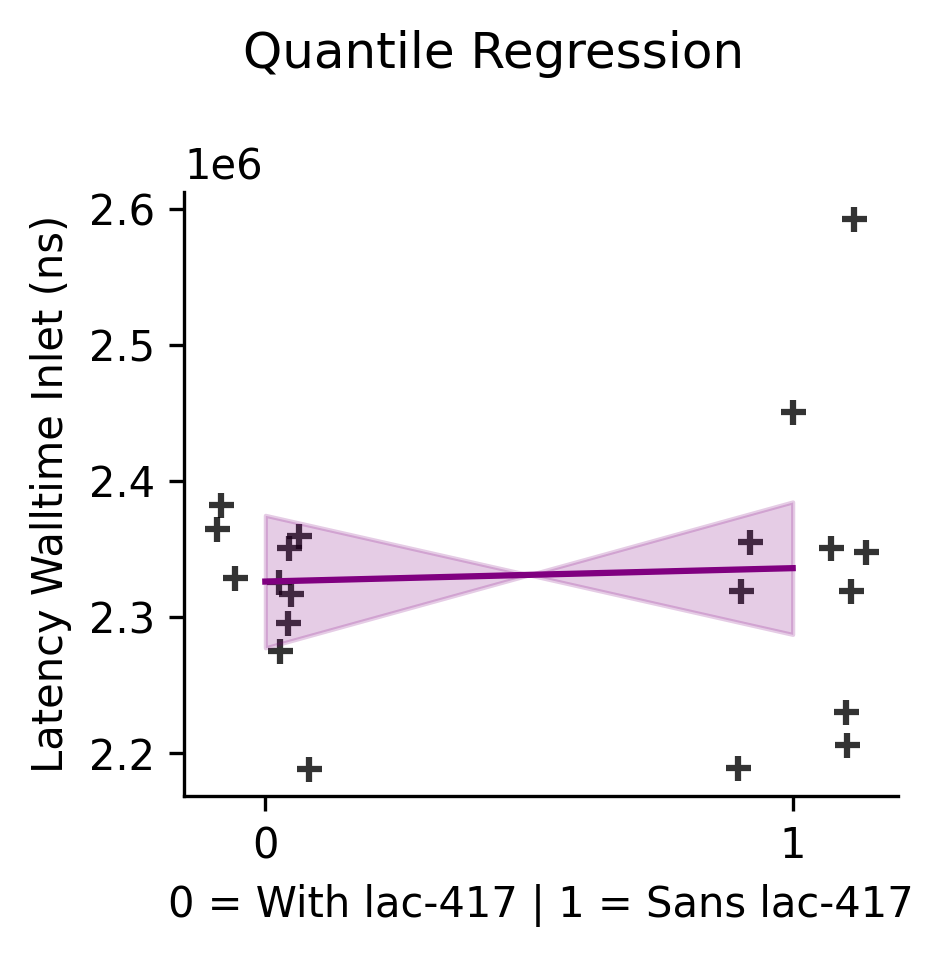 Quantile Regression
1e6
2.6
2.5
2.4
2.3
2.2
Latency Walltime Inlet (ns)
0 1
0 = With lac-417 | 1 = Sans lac-417